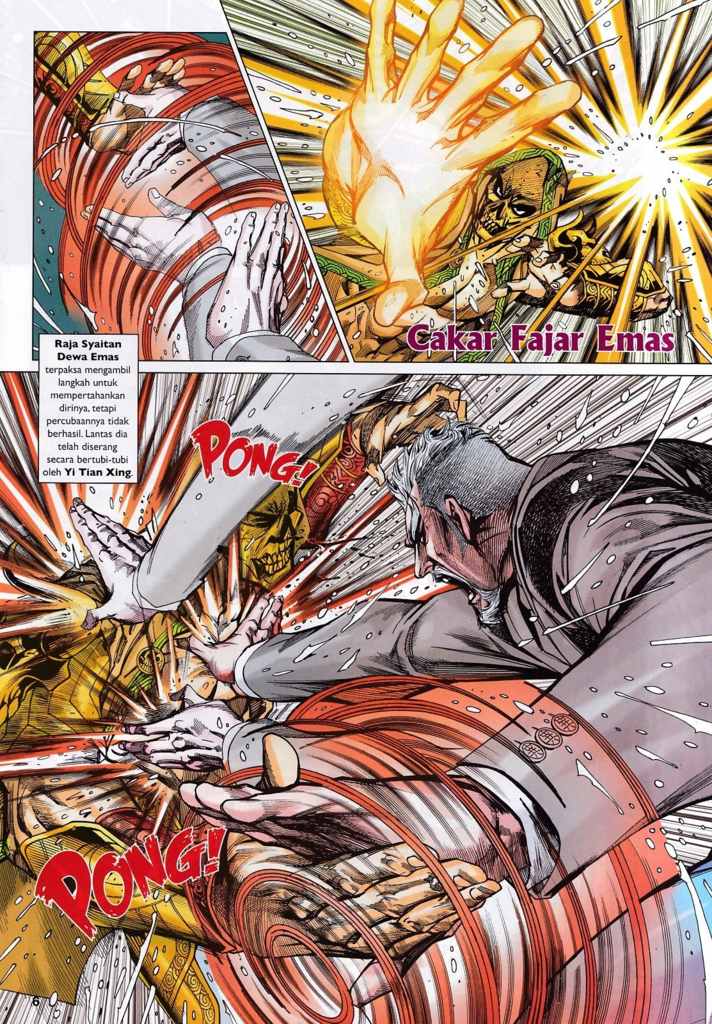 Cakar Fajar Emas
Raja Syaitan
Dewa Emas
terpaksa mengambil
langkah untuk
mempertahankan
dirinya, tetapi
percubaannya tidak
berhasil. Lantas dia
telah diserang
secara bertubi-tubi
oleh Yi Tian Xing.
PONG!
PONG!
6